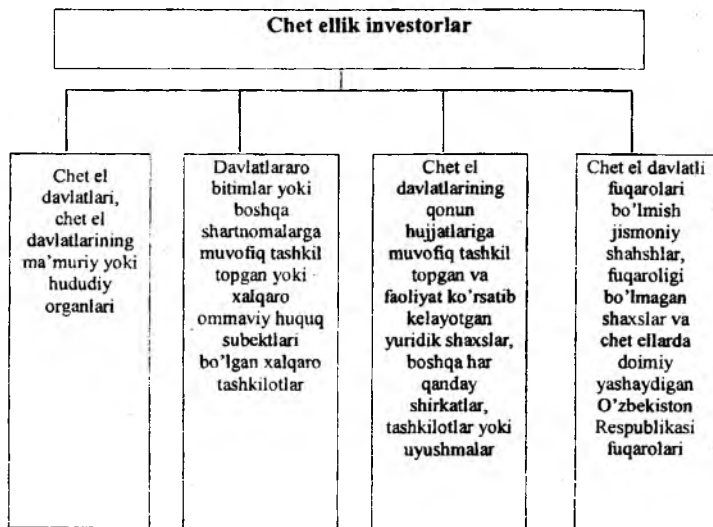 Chet ellik investorlar
Chet el
davlatlari,
chet el
davlatlarining
ma'muriy yoki
hududiy
organlari
Davlatlararo
bitimlar yoki
boshqa
shartnomalarga
muvofiq tashkil
topgan yoki
xalqaro
ommaviy huquq
subektlari
bo'lgan xalqaro
tashkilotlar
Chet el
davlatlarining
qonun
hujjatlariga
muvofiq tashkil
topgan va
faoliyat ko'rsatib
kelayotgan
yuridik shaxslar,
boshqa har
qanday
shirkatlar,
tashkilotlar yoki
uyushmalar
Chet el davlatli
fuqarolari
bo'lmish
jismoniy
shahshlar,
fuqaroligi
bo'lmagan
shaxslar va
chet ellarda
doimiy
yashaydigan
O'zbekiston
Respublikasi
fuqarolari